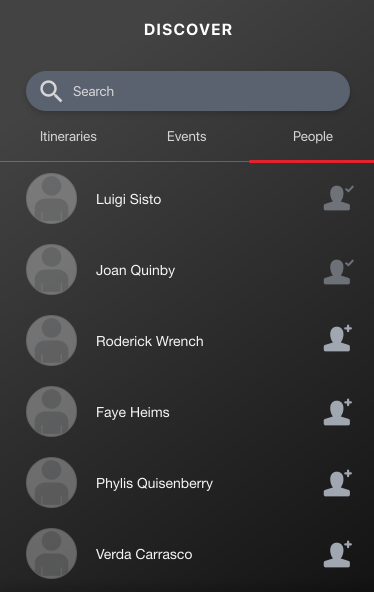 DISCOVER
Search
Itineraries Events People
Luigi Sisto
Joan Quinby
Roderick Wrench
Faye Heims
Phylis Quisenberry
Verda Carrasco